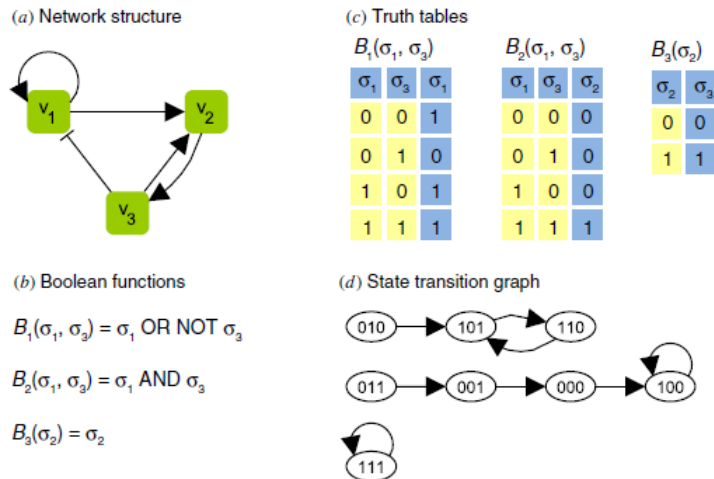 (a) Network structure
v1
v2
v3
(b) Boolean functions
B1(σ1, σ3) = σ1 OR NOT σ3
B2(σ1, σ3) = σ1 AND σ3
B3(σ2) = σ2
(c) Truth tables
B1(σ1, σ3)
σ1 σ3 σ1
0 0 1
0 1 0
1 0 1
1 1 1
B2(σ1, σ3)
σ1 σ3 σ2
0 0 0
0 1 0
1 0 0
1 1 1
B3(σ2)
σ2 σ3
0 0
1 1
(d) State transition graph
010 101 110
011 001 000 100
111